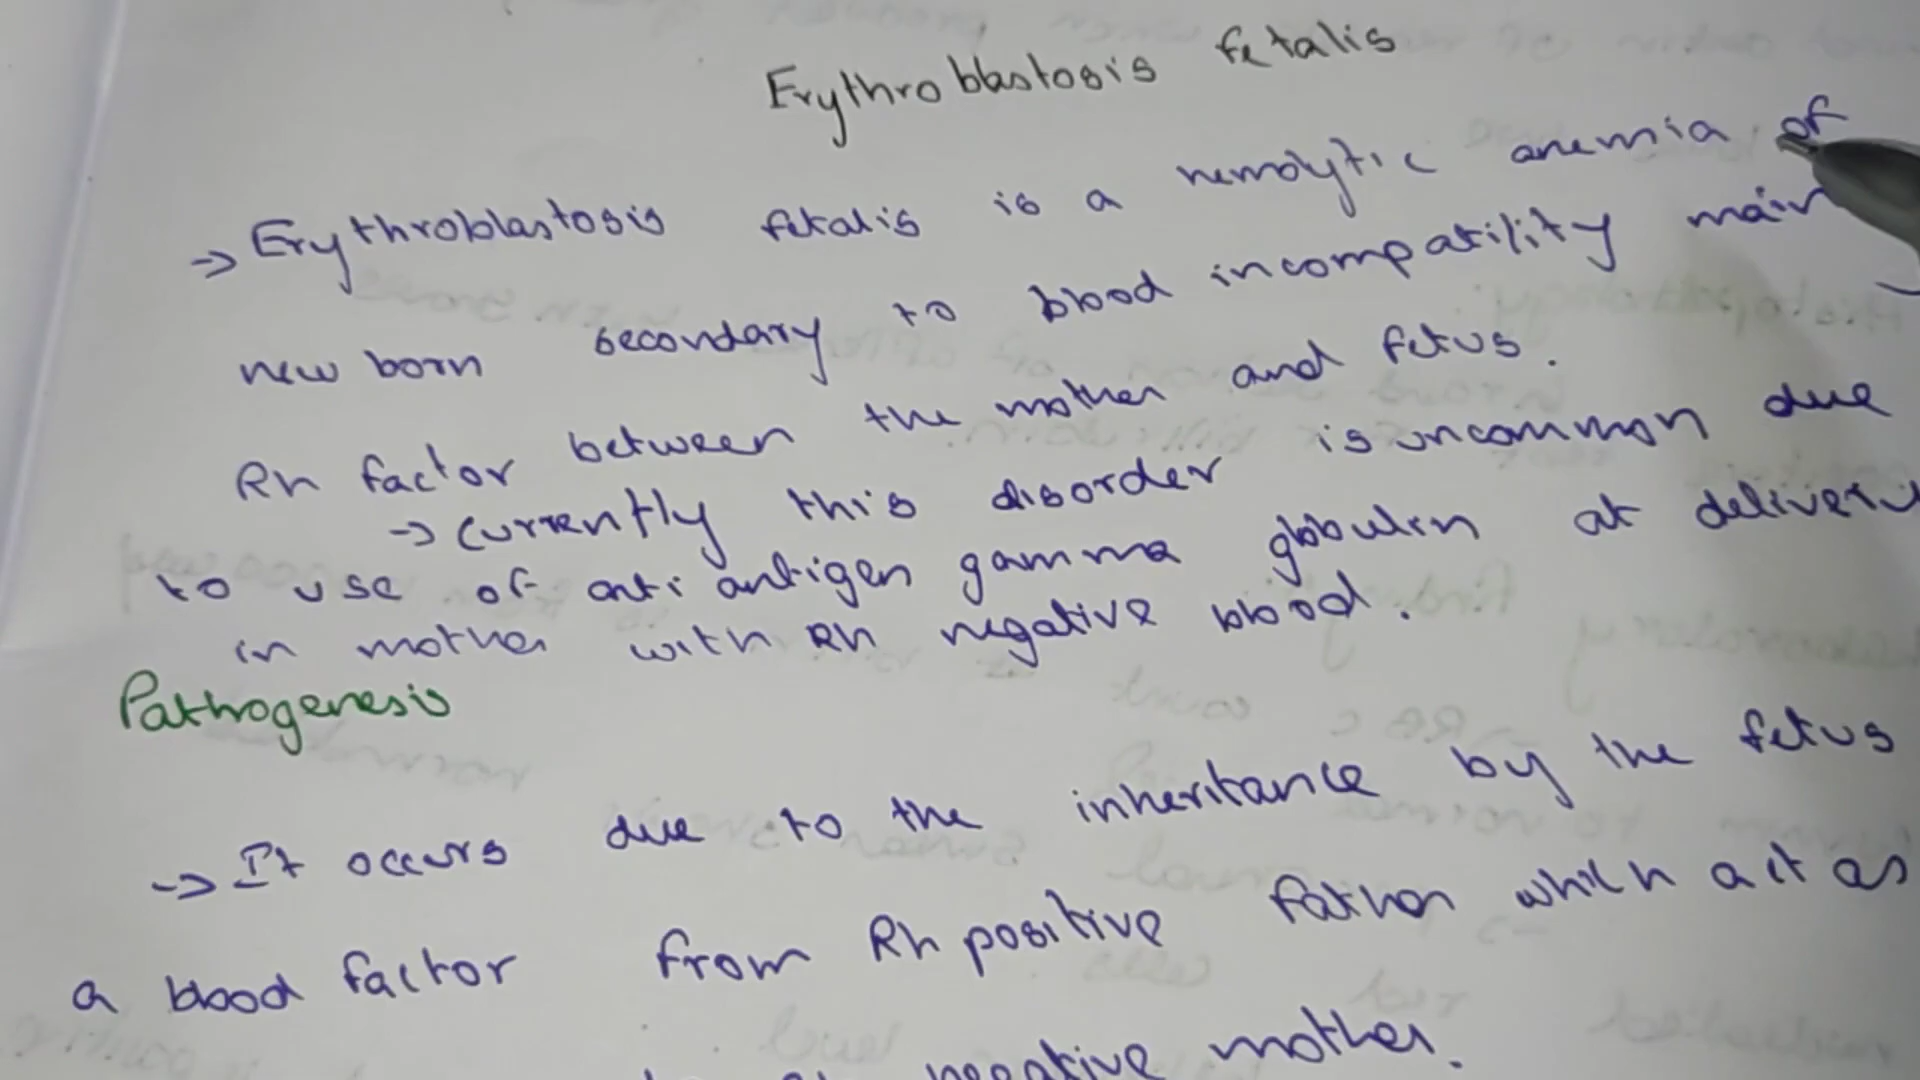 Erythroblastosis fetalis
→ Erythroblastosis fetalis is a hemolytic anemia of
new born secondary to blood incompatility main
Rh factor between the mother and fetus.
→ Currently this disorder is uncommon due
to use of anti antigen gamma globulin at delivery
in mother with Rh negative blood.
Pathogenesis
→ It occurs due to the inheritance by the fetus
a blood factor from Rh positive father which act as
negative mother.